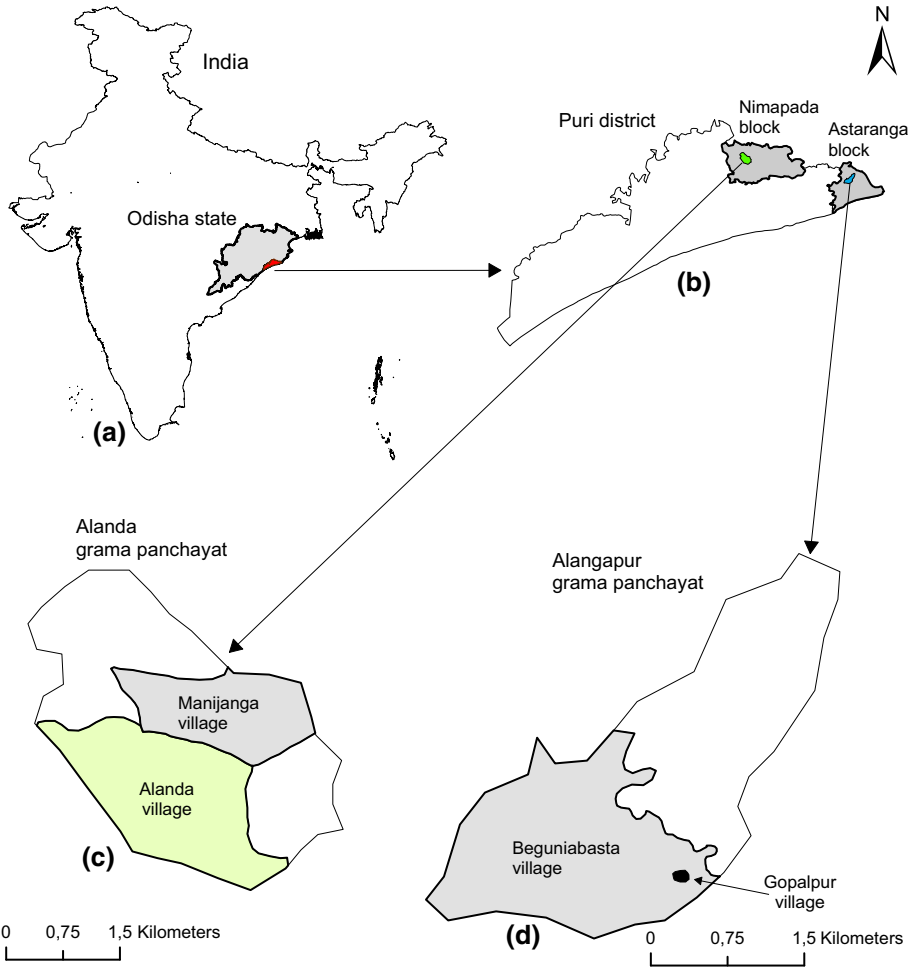 N
India
Nimapada
block
Puri district
Astaranga
block
Odisha state
(b)
(a)
Alanda
grama panchayat
Alangapur
grama panchayat
Manijanga
village
Alanda
village
Beguniabasta
village
(c)
Gopalpur
village
(d)
0 0,75 1,5 Kilometers
0 0,75 1,5 Kilometers